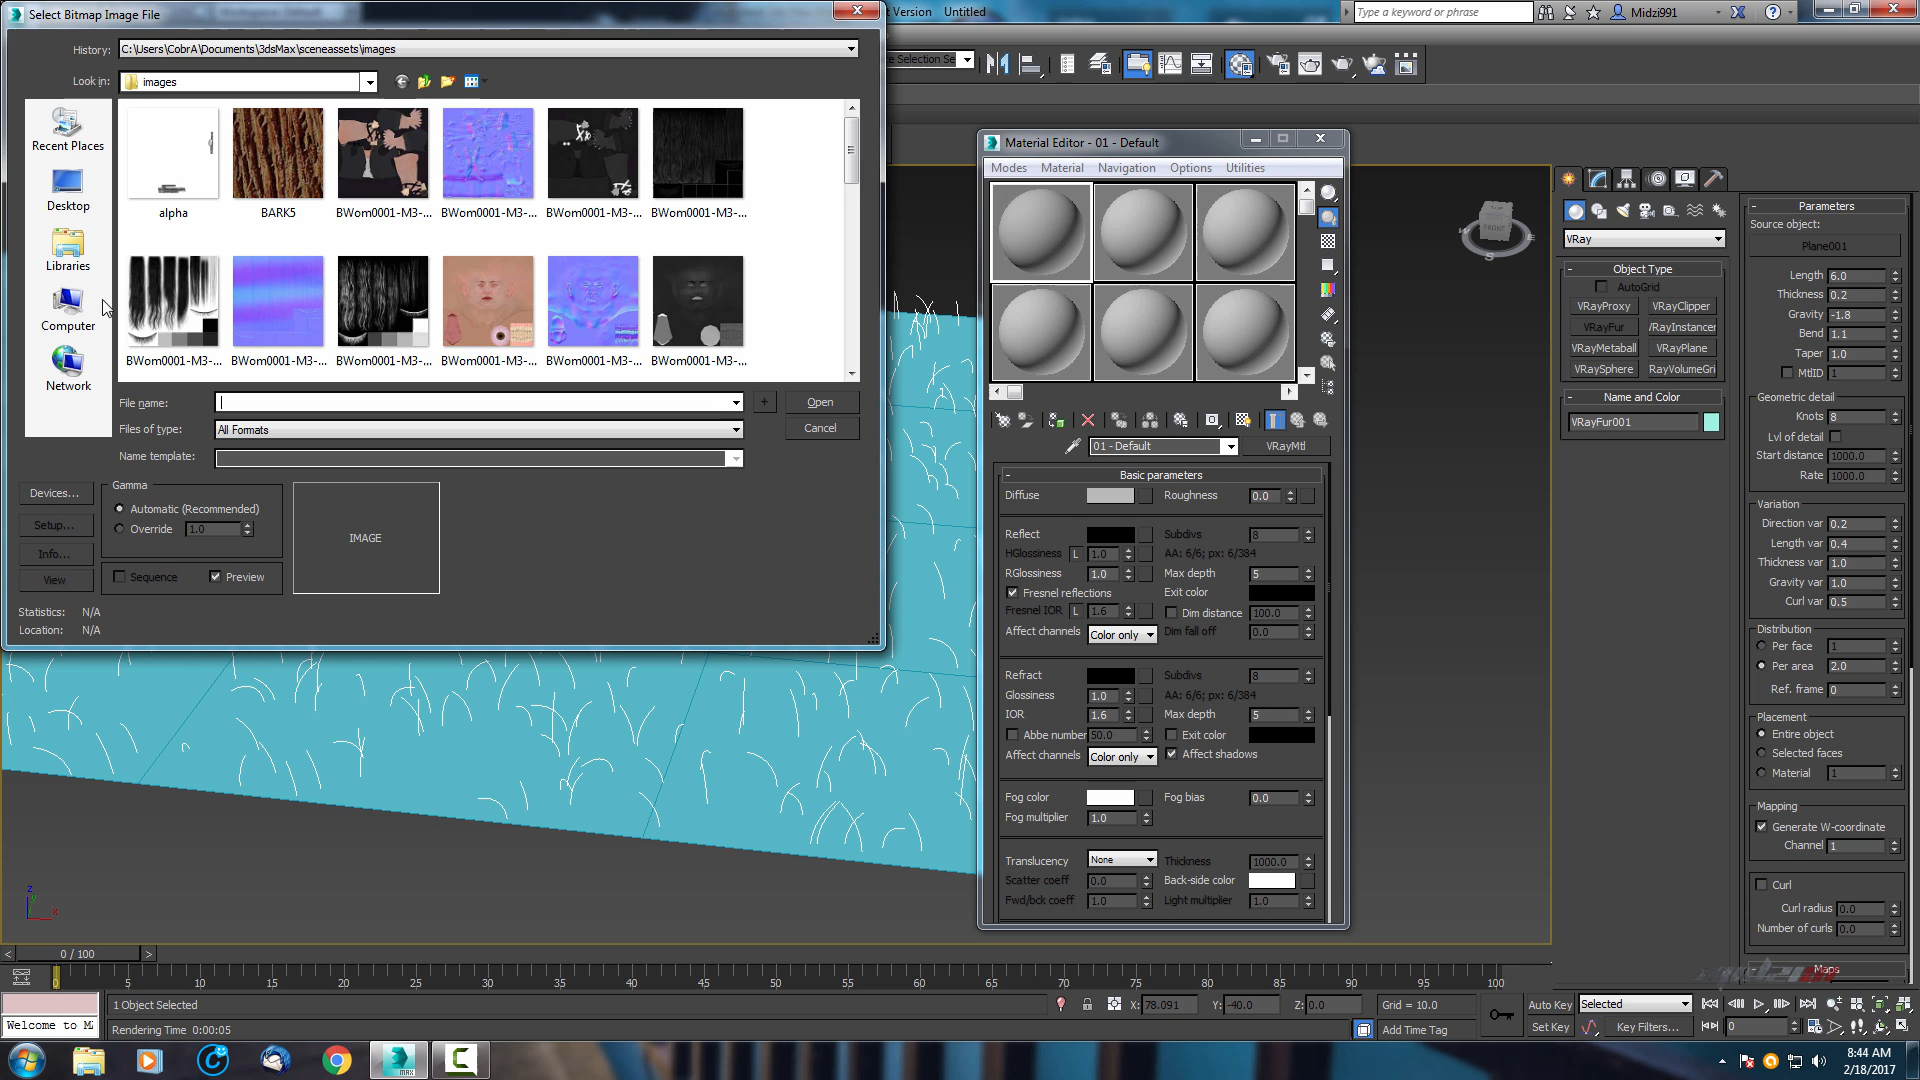 Select Bitmap Image File
Version Untitled
Type a keyword or phrase
Midzi991
History: C:\Users\CobrA\Documents\3dsMax\sceneassets\images
Look in: images
Recent Places
Desktop
Libraries
Computer
Network
alpha
BARK5
BWom0001-M3-...
BWom0001-M3-...
BWom0001-M3-...
BWom0001-M3-...
BWom0001-M3-...
BWom0001-M3-...
BWom0001-M3-...
BWom0001-M3-...
BWom0001-M3-...
BWom0001-M3-...
File name:
+
Open
Files of type: All Formats
Cancel
Name template:
Devices...
Setup...
Info...
View
Gamma
Automatic (Recommended)
Override 1.0
Sequence
Preview
IMAGE
Statistics: N/A
Location: N/A
Selection Se
Material Editor - 01 - Default
Modes Material Navigation Options Utilities
01 - Default
VRayMtl
Basic parameters
Diffuse
Roughness 0.0
Reflect
Subdivs 8
HGlossiness L 1.0
AA: 6/6; px: 6/384
RGlossiness 1.0
Max depth 5
Fresnel reflections
Exit color
Fresnel IOR L 1.6
Dim distance 100.0
Affect channels Color only
Dim fall off 0.0
Refract
Subdivs 8
Glossiness 1.0
AA: 6/6; px: 6/384
IOR 1.6
Max depth 5
Abbe number 50.0
Exit color
Affect channels Color only
Affect shadows
Fog color
Fog bias 0.0
Fog multiplier 1.0
Translucency None
Thickness 1000.0
Scatter coeff 0.0
Back-side color
Fwd/bck coeff 1.0
Light multiplier 1.0
FRONT
W
S
VRay
Object Type
AutoGrid
VRayProxy VRayClipper
VRayFur /RayInstancer
VRayMetaball VRayPlane
VRaySphere RayVolumeGri
Name and Color
VRayFur001
Parameters
Source object:
Plane001
Length 6.0
Thickness 0.2
Gravity -1.8
Bend 1.1
Taper 1.0
MtlID 1
Geometric detail
Knots 8
Lvl of detail
Start distance 1000.0
Rate 1000.0
Variation
Direction var 0.2
Length var 0.4
Thickness var 1.0
Gravity var 1.0
Curl var 0.5
Distribution
Per face 1
Per area 2.0
Ref. frame 0
Placement
Entire object
Selected faces
Material 1
Mapping
Generate W-coordinate
Channel 1
Curl
Curl radius 0.0
Number of curls 0.0
Maps
z
y
x
< 0 / 100 >
0 5 10 15 20 25 30 35 40 45 50 55 60 65 70 75 80 85 90 95 100
1 Object Selected
X: 78.091 Y: -40.0 Z: 0.0
Grid = 10.0
Auto Key Selected
Welcome to M
Rendering Time 0:00:05
Add Time Tag
Set Key Key Filters...
0
MAX
8:44 AM
2/18/2017